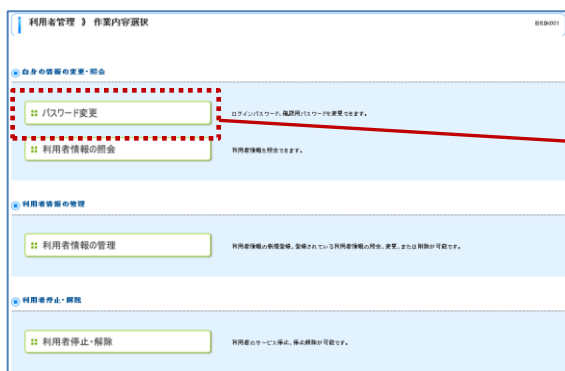 利用者管理 》 作業内容選択
BRSK001
自身の情報の変更・照会
パスワード変更
ログインパスワード、確認用パスワードを変更できます。
利用者情報の照会
利用者情報を照会できます。
利用者情報の管理
利用者情報の管理
利用者情報の新規登録、登録されている利用者情報の照会、変更、または削除が可能です。
利用者停止・解除
利用者停止・解除
利用者のサービス停止、停止解除が可能です。